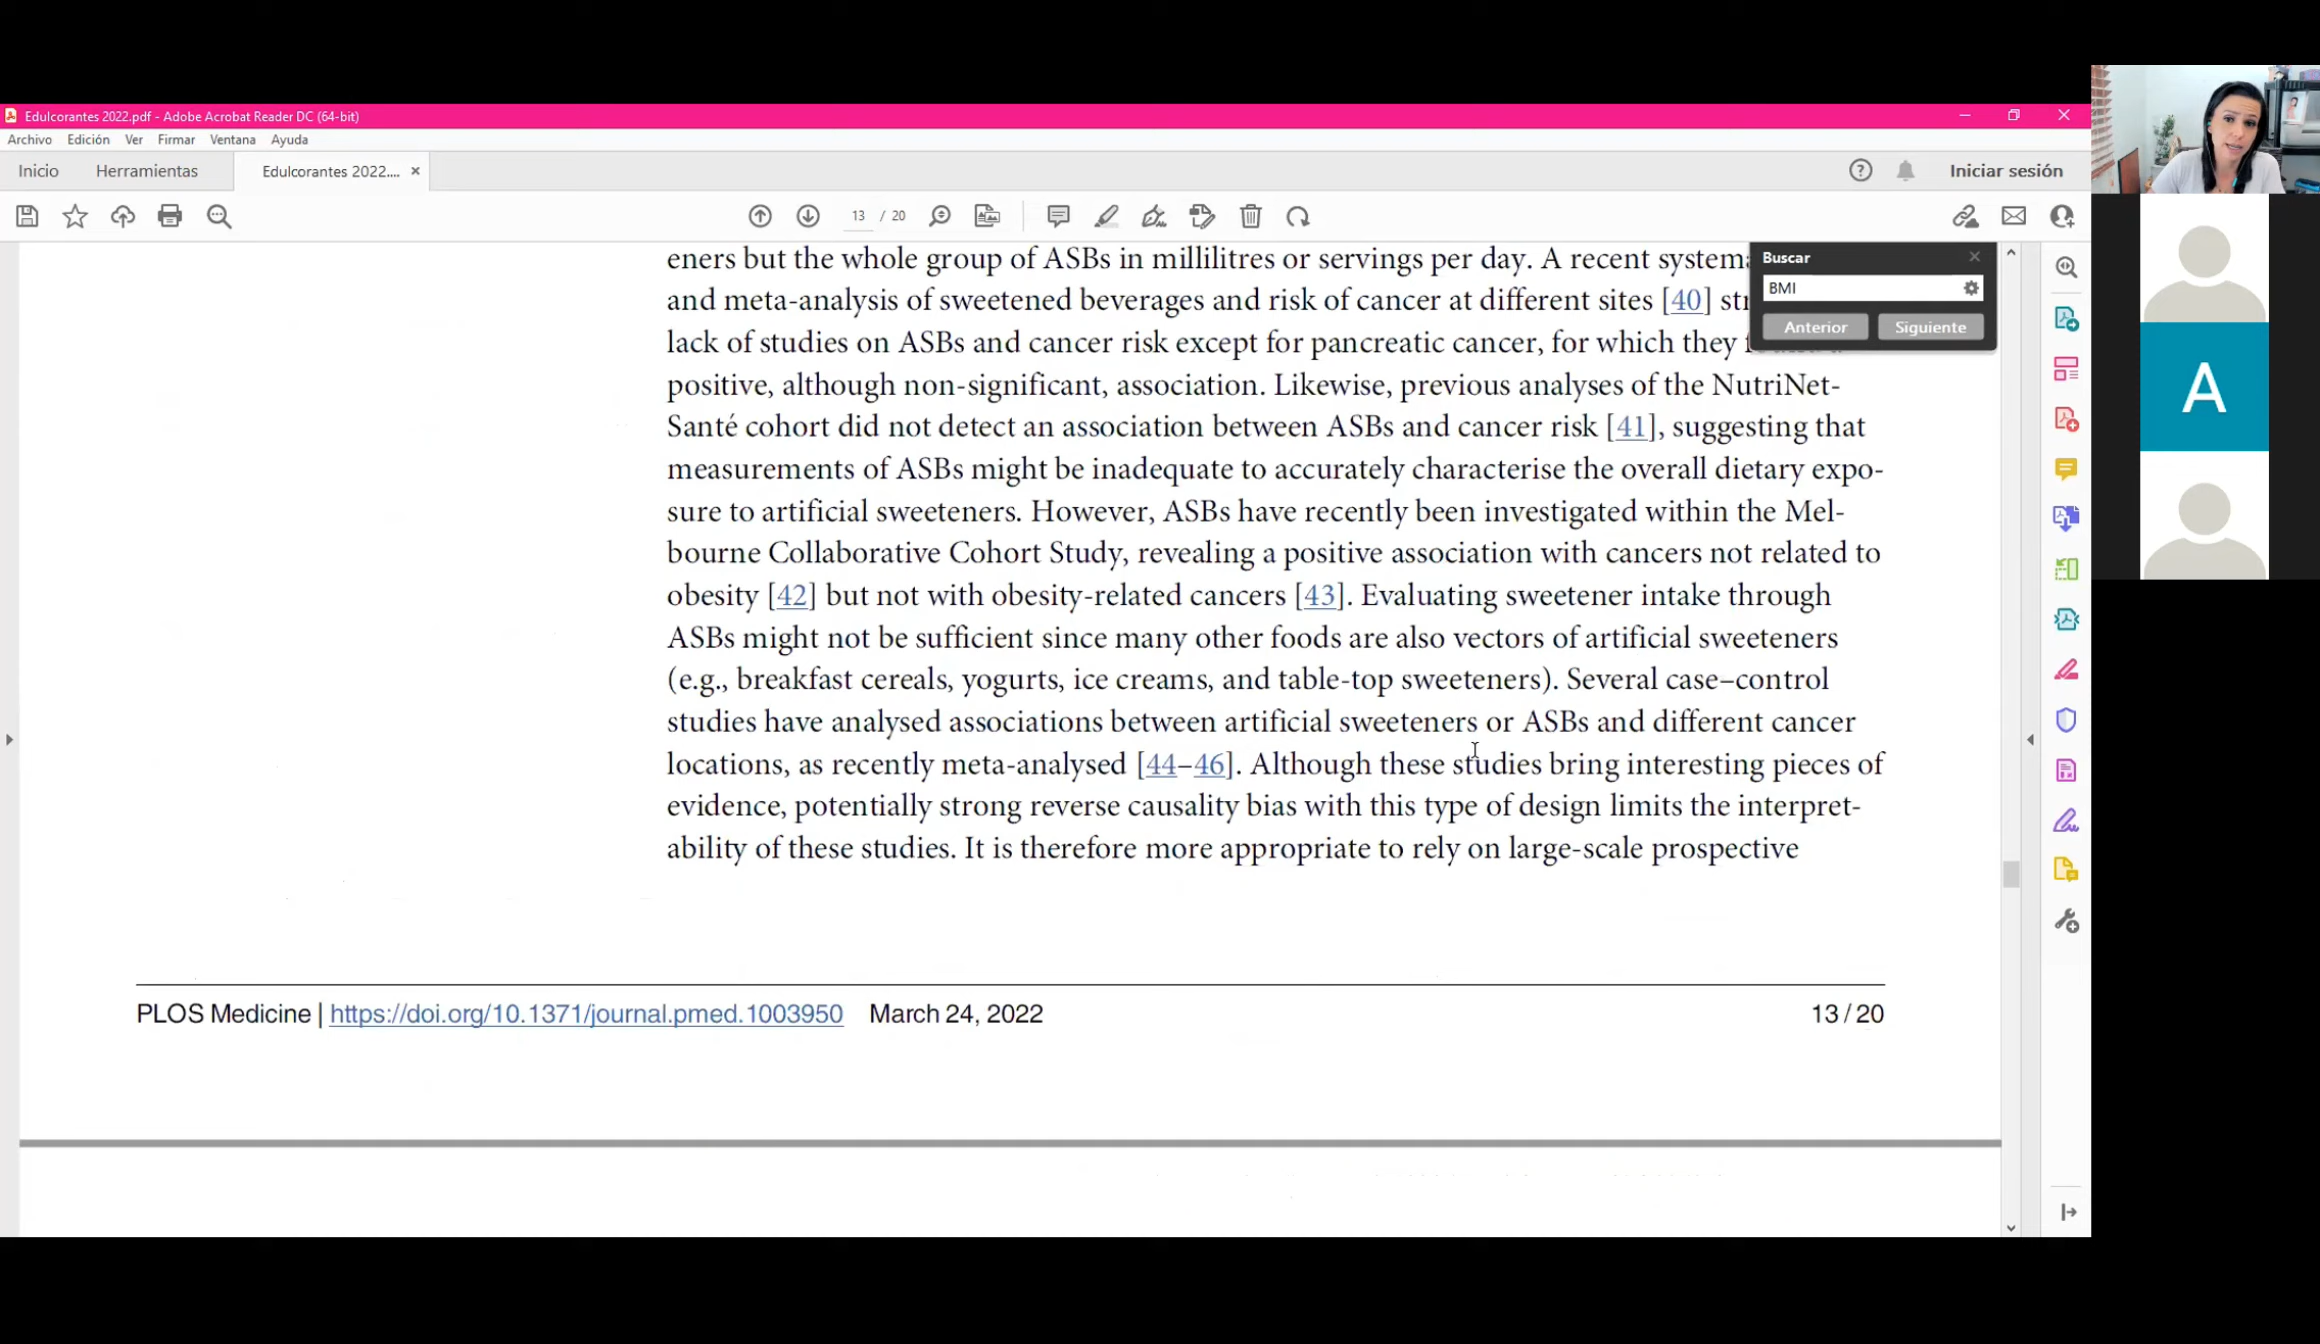 Edulcorantes 2022.pdf - Adobe Acrobat Reader DC (64-bit)
Archivo Edición Ver Firmar Ventana Ayuda
Inicio Herramientas Edulcorantes 2022.... Iniciar sesión
13 / 20
Buscar
BMI
Anterior Siguiente
eners but the whole group of ASBs in millilitres or servings per day. A recent
and meta-analysis of sweetened beverages and risk of cancer at different sites [40]
lack of studies on ASBs and cancer risk except for pancreatic cancer, for which they
positive, although non-significant, association. Likewise, previous analyses of the NutriNet-
Santé cohort did not detect an association between ASBs and cancer risk [41], suggesting that
measurements of ASBs might be inadequate to accurately characterise the overall dietary expo-
sure to artificial sweeteners. However, ASBs have recently been investigated within the Mel-
bourne Collaborative Cohort Study, revealing a positive association with cancers not related to
obesity [42] but not with obesity-related cancers [43]. Evaluating sweetener intake through
ASBs might not be sufficient since many other foods are also vectors of artificial sweeteners
(e.g., breakfast cereals, yogurts, ice creams, and table-top sweeteners). Several case–control
studies have analysed associations between artificial sweeteners or ASBs and different cancer
locations, as recently meta-analysed [44–46]. Although these studies bring interesting pieces of
evidence, potentially strong reverse causality bias with this type of design limits the interpret-
ability of these studies. It is therefore more appropriate to rely on large-scale prospective
PLOS Medicine | https://doi.org/10.1371/journal.pmed.1003950 March 24, 2022 13 / 20
A